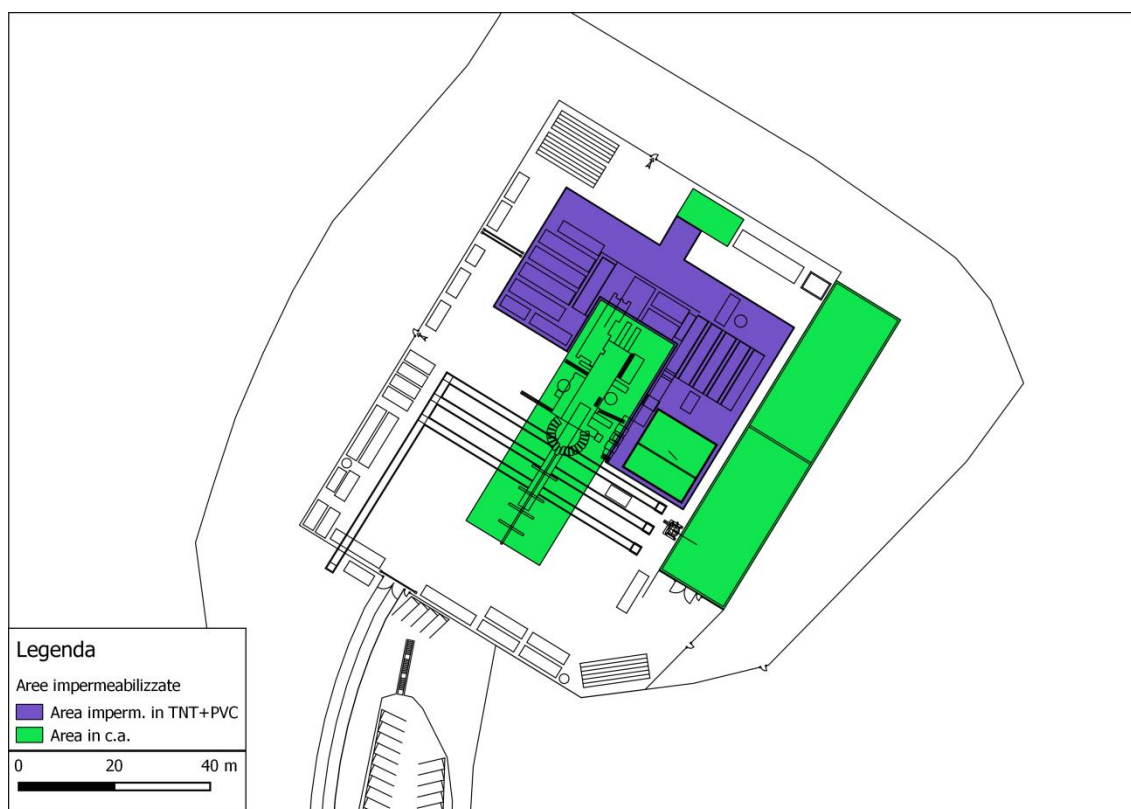 Legenda
Aree impermeabilizzate
Area imperm. in TNT+PVC
Area in c.a.
0 20 40 m